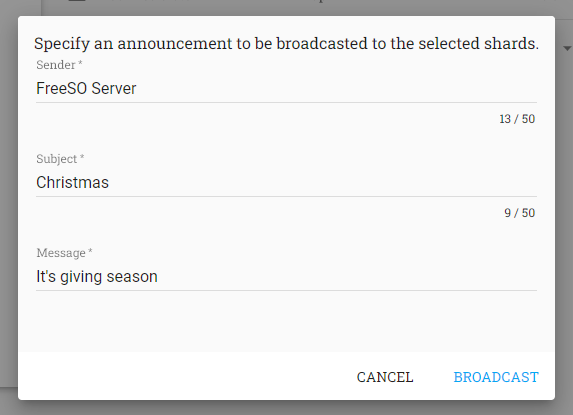 Specify an announcement to be broadcasted to the selected shards.
Sender *
FreeSO Server
13 / 50
Subject *
Christmas
9 / 50
Message *
It's giving season
CANCEL BROADCAST